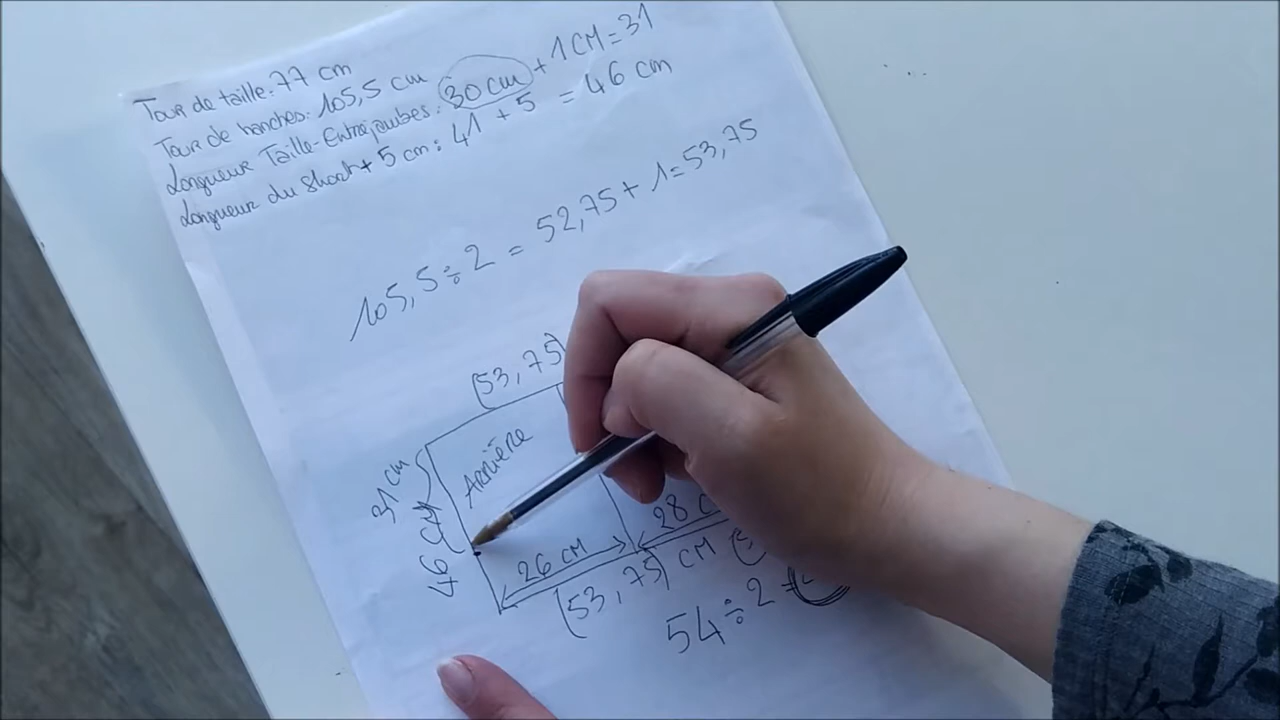 Tour de taille: 77 cm
Tour de hanches: 105,5 cm
Longueur Taille-Entrejambes: 30 cm + 1 CM = 31
Longueur du Short + 5 cm: 41 + 5 = 46 cm
105,5 ÷ 2 = 52,75 + 1 = 53,75
(53,75)
Arrière
31 cm
46 CM
26 CM
28 C
(53,75) CM
54 ÷ 2